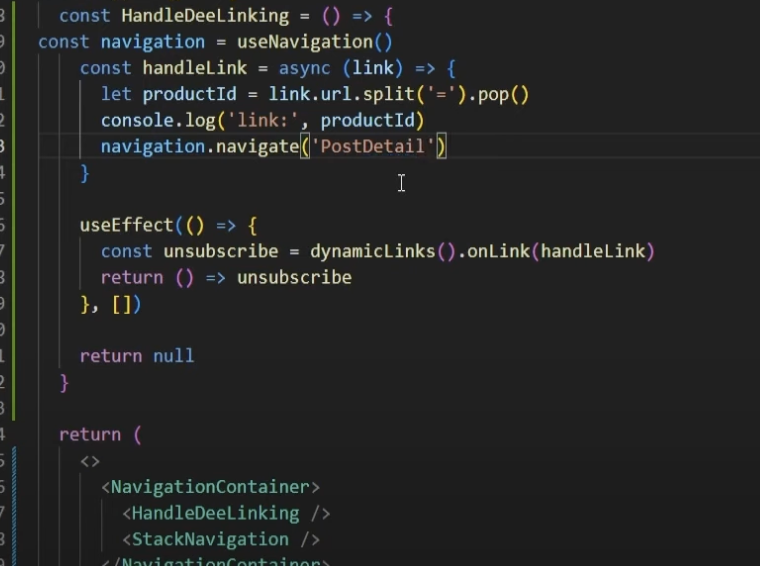 const HandleDeeLinking = () => {
const navigation = useNavigation()
const handleLink = async (link) => {
let productId = link.url.split('=').pop()
console.log('link:', productId)
navigation.navigate('PostDetail')
}
useEffect(() => {
const unsubscribe = dynamicLinks().onLink(handleLink)
return () => unsubscribe
}, [])
return null
}
return (
<>
<NavigationContainer>
<HandleDeeLinking />
<StackNavigation />
</NavigationContainer>